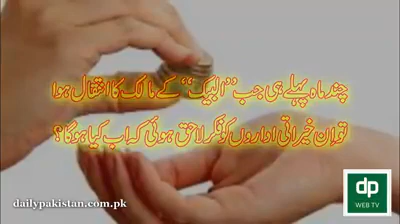 چند ماہ پہلے ہی جب ”البیک“ کے مالک کا انتقال ہوا
تو اِن خیراتی اداروں کو فکر لاحق ہوئی کہ اب کیا ہوگا؟
dailypakistan.com.pk
dp
WEB TV